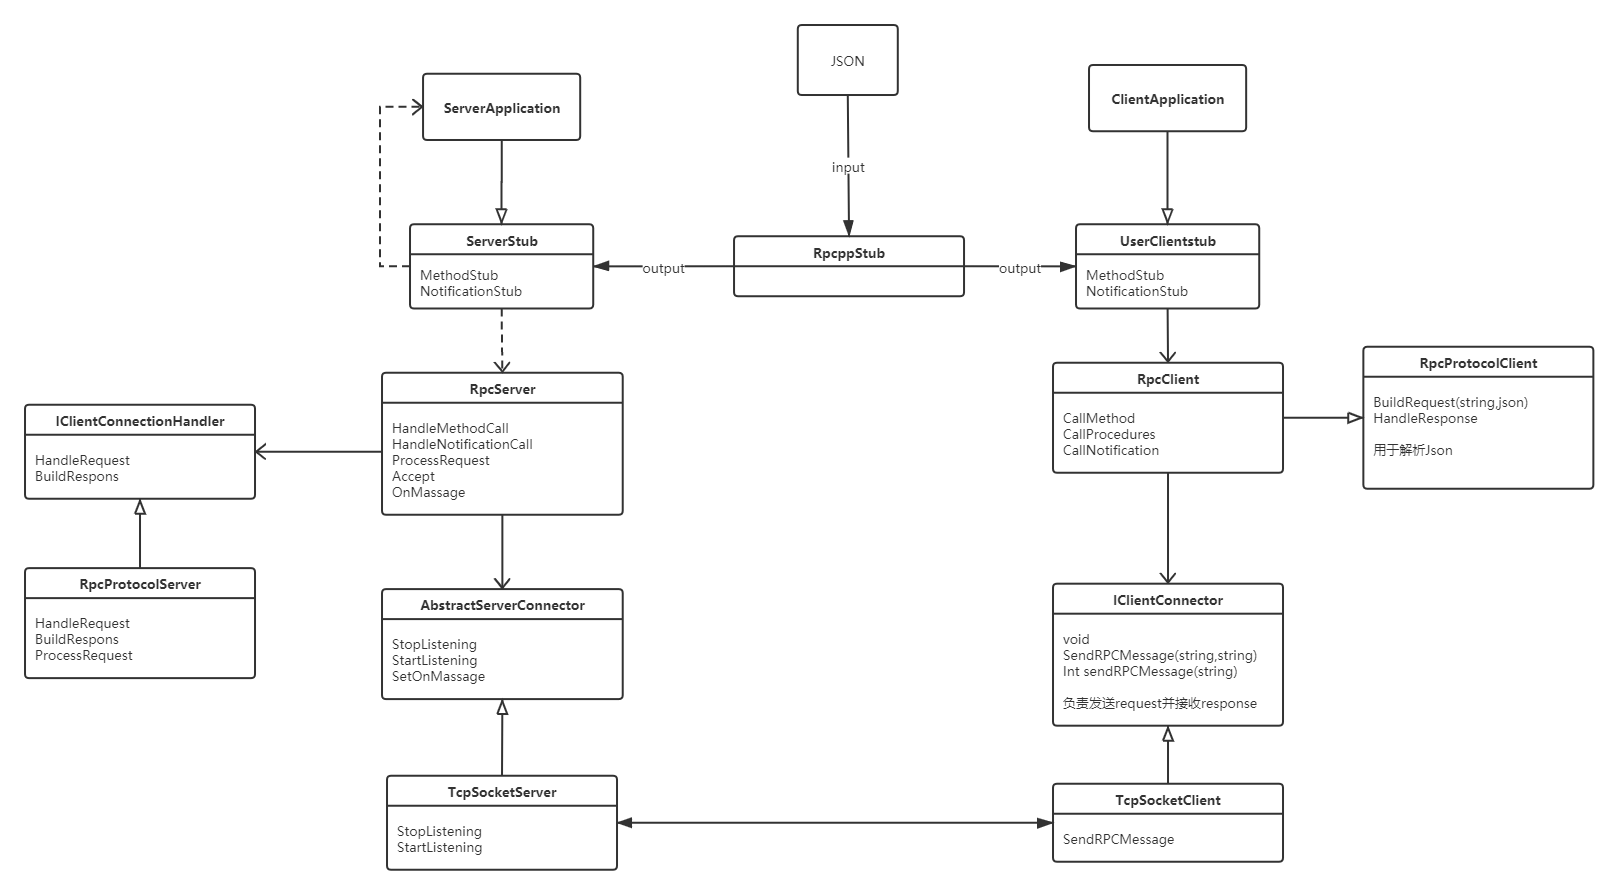 JSON
ServerApplication
ClientApplication
input
ServerStub
MethodStub
NotificationStub
output
RpcppStub
output
UserClientstub
MethodStub
NotificationStub
RpcServer
HandleMethodCall
HandleNotificationCall
ProcessRequest
Accept
OnMassage
RpcClient
CallMethod
CallProcedures
CallNotification
RpcProtocolClient
BuildRequest(string,json)
HandleResponse
用于解析Json
IClientConnectionHandler
HandleRequest
BuildRespons
RpcProtocolServer
HandleRequest
BuildRespons
ProcessRequest
AbstractServerConnector
StopListening
StartListening
SetOnMassage
IClientConnector
void
SendRPCMessage(string,string)
Int sendRPCMessage(string)
负责发送request并接收response
TcpSocketServer
StopListening
StartListening
TcpSocketClient
SendRPCMessage